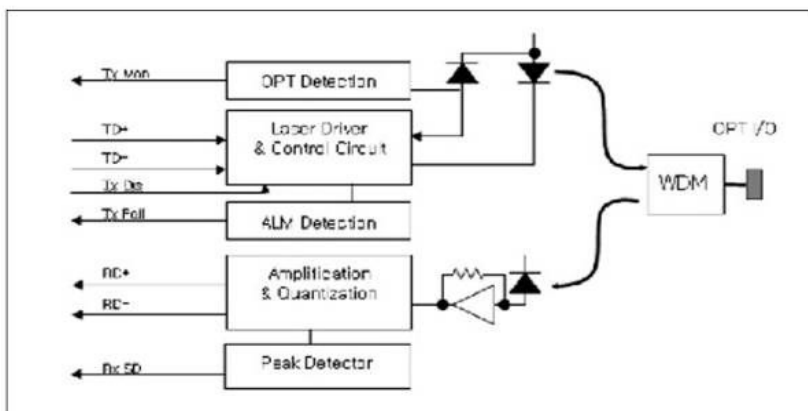 Tx Mon
OPT Detection
TD+
Laser Driver
& Control Circuit
TD-
OPT I/O
WDM
Tx Dis
Tx Fail
ALM Detection
RD+
Amplification
& Quantization
RD-
Peak Detector
Rx SD